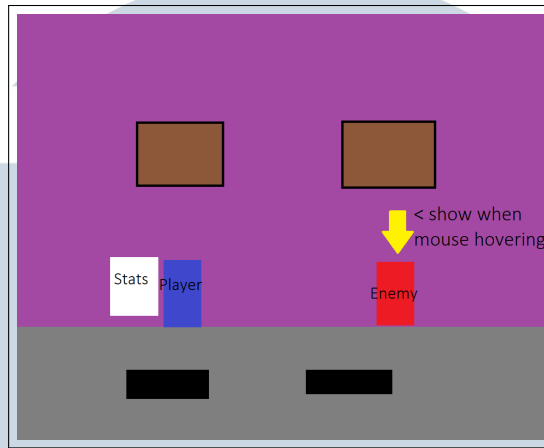 < show when
mouse hovering
Stats
Player
Enemy